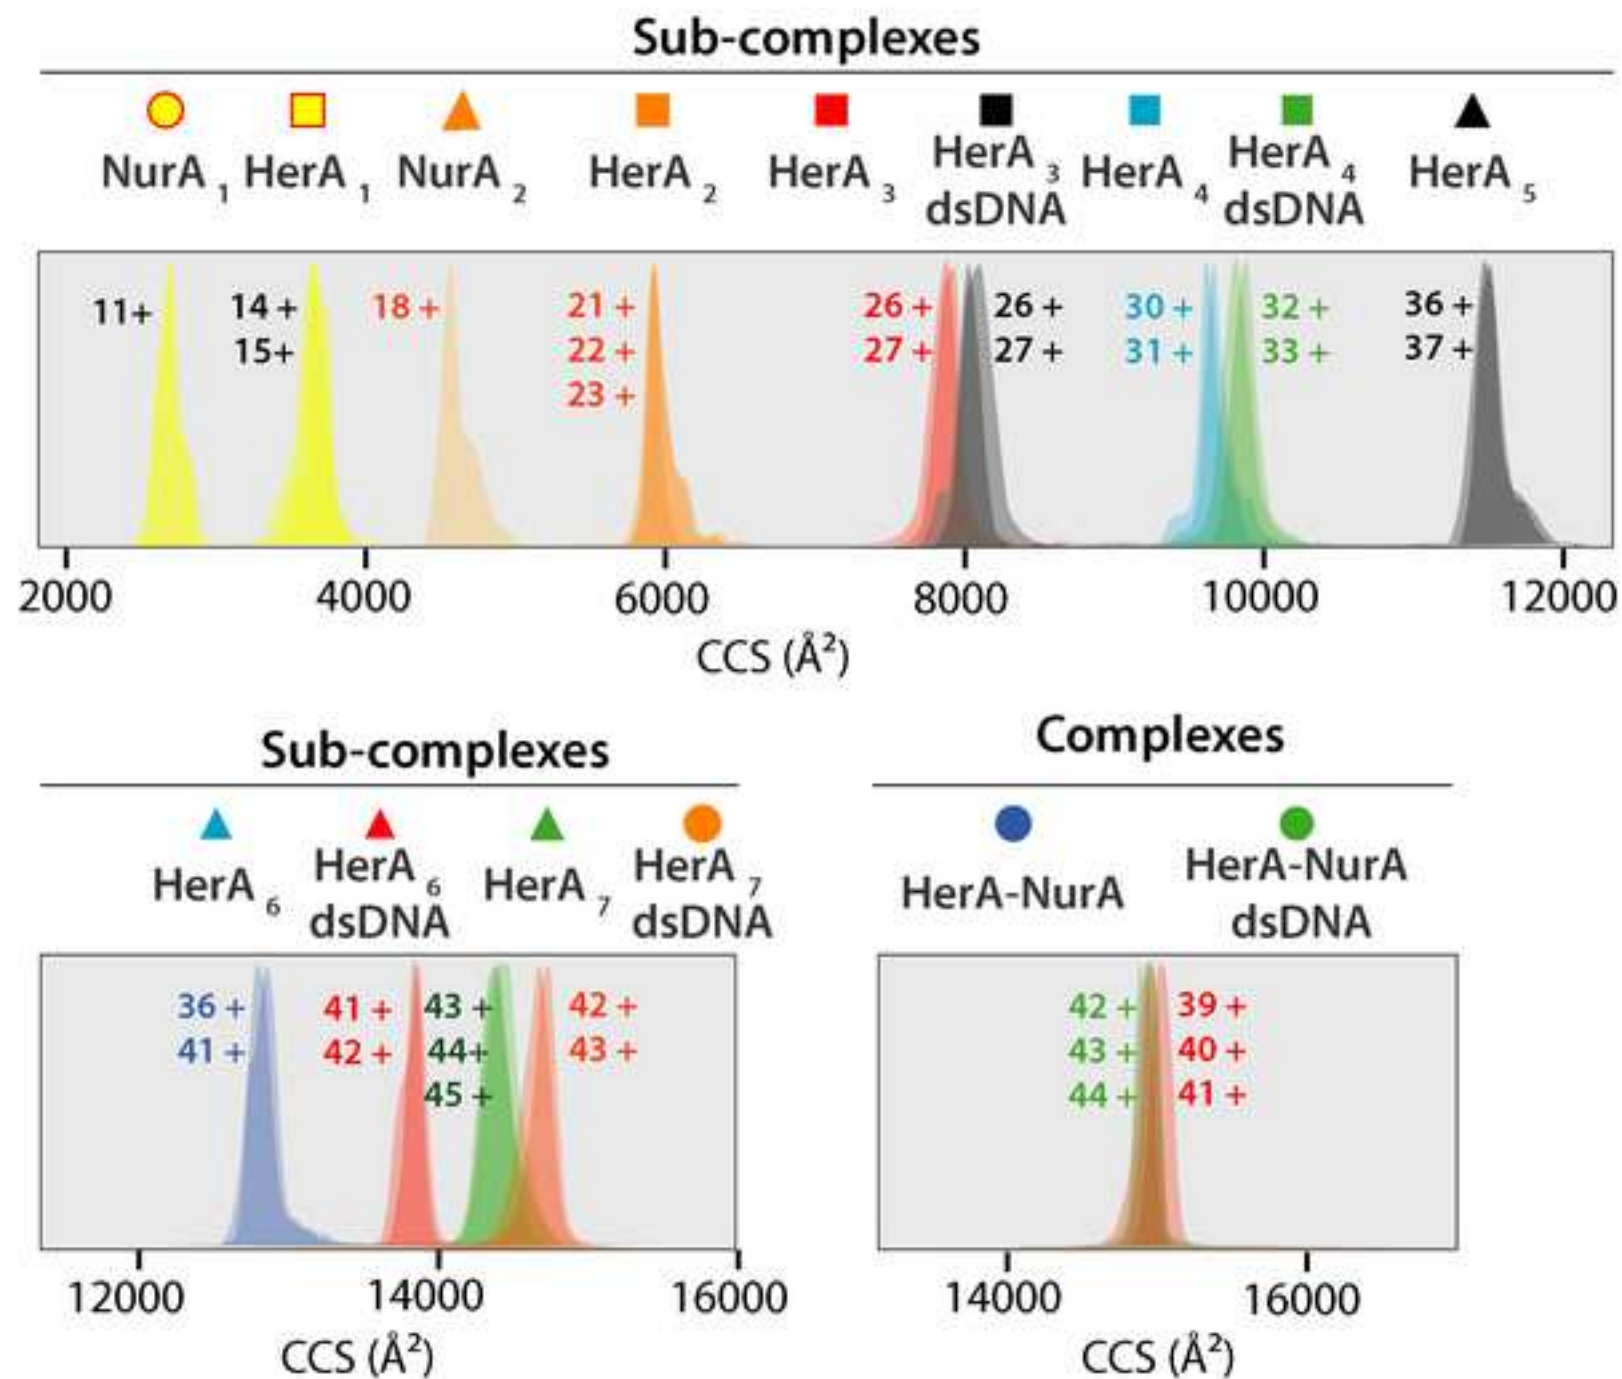 Sub-complexes
NurA 1 HerA 1 NurA 2 HerA 2 HerA 3 HerA 3 dsDNA HerA 4 HerA 4 dsDNA HerA 5
11+ 14 + 18 + 21 + 26 + 26 + 30 + 32 + 36 +
15+ 22 + 27 + 27 + 31 + 33 + 37 +
23 +
2000 4000 6000 8000 10000 12000
CCS (Å²)
Sub-complexes
HerA 6 HerA 6 dsDNA HerA 7 HerA 7 dsDNA
36 + 41 + 43 + 42 +
41 + 42 + 44+ 43 +
45 +
12000 14000 16000
CCS (Å²)
Complexes
HerA-NurA HerA-NurA dsDNA
42 + 39 +
43 + 40 +
44 + 41 +
14000 16000
CCS (Å²)